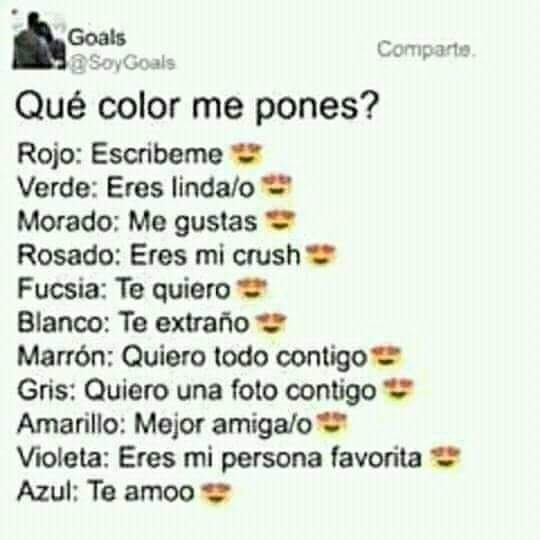 Goals
@SoyGoals
Comparte.
Qué color me pones?
Rojo: Escribeme 😍
Verde: Eres linda/o 😍
Morado: Me gustas 😍
Rosado: Eres mi crush 😍
Fucsia: Te quiero 😍
Blanco: Te extraño 😍
Marrón: Quiero todo contigo 😍
Gris: Quiero una foto contigo 😍
Amarillo: Mejor amiga/o 😍
Violeta: Eres mi persona favorita 😍
Azul: Te amoo 😍